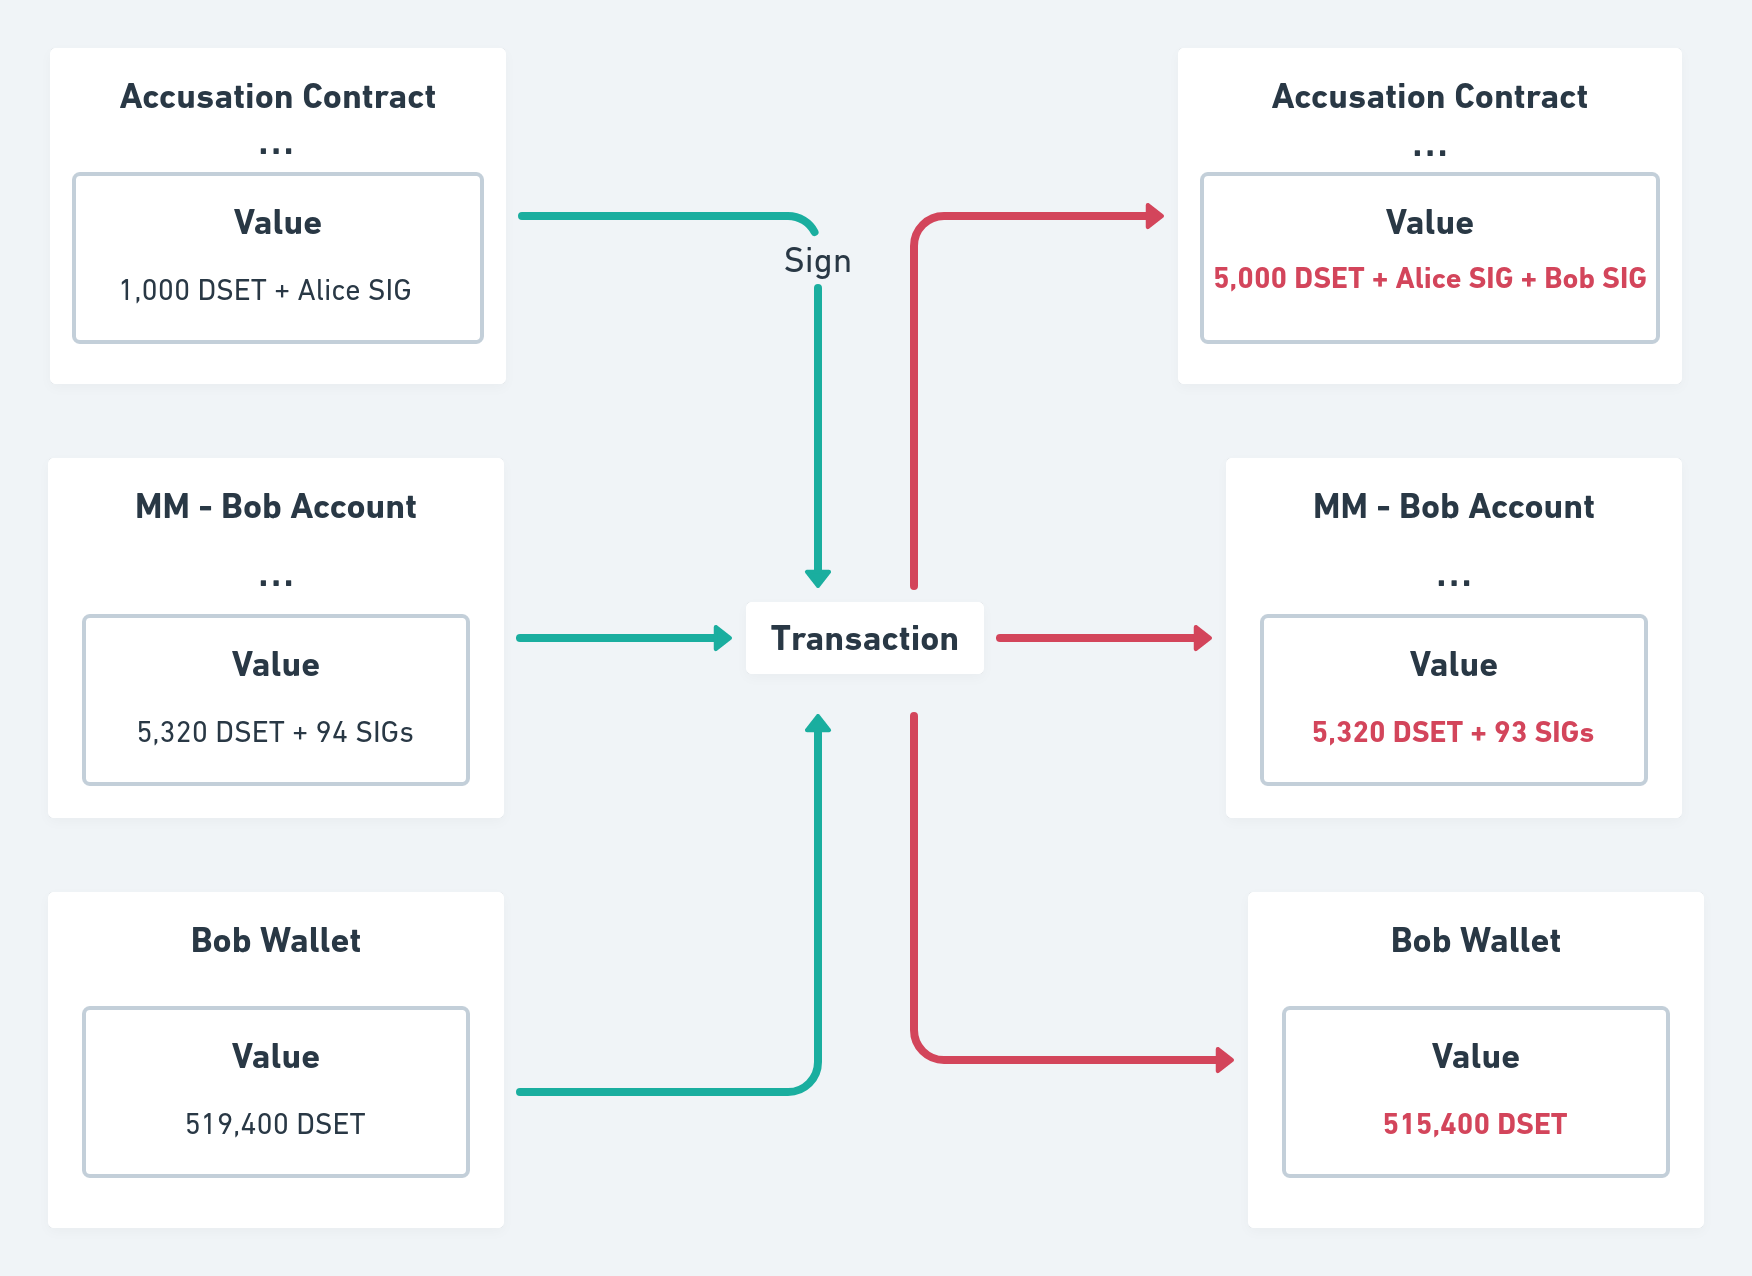 Accusation Contract
...
Value
1,000 DSET + Alice SIG
MM - Bob Account
...
Value
5,320 DSET + 94 SIGs
Bob Wallet
Value
519,400 DSET
Sign
Transaction
Accusation Contract
...
Value
5,000 DSET + Alice SIG + Bob SIG
MM - Bob Account
...
Value
5,320 DSET + 93 SIGs
Bob Wallet
Value
515,400 DSET